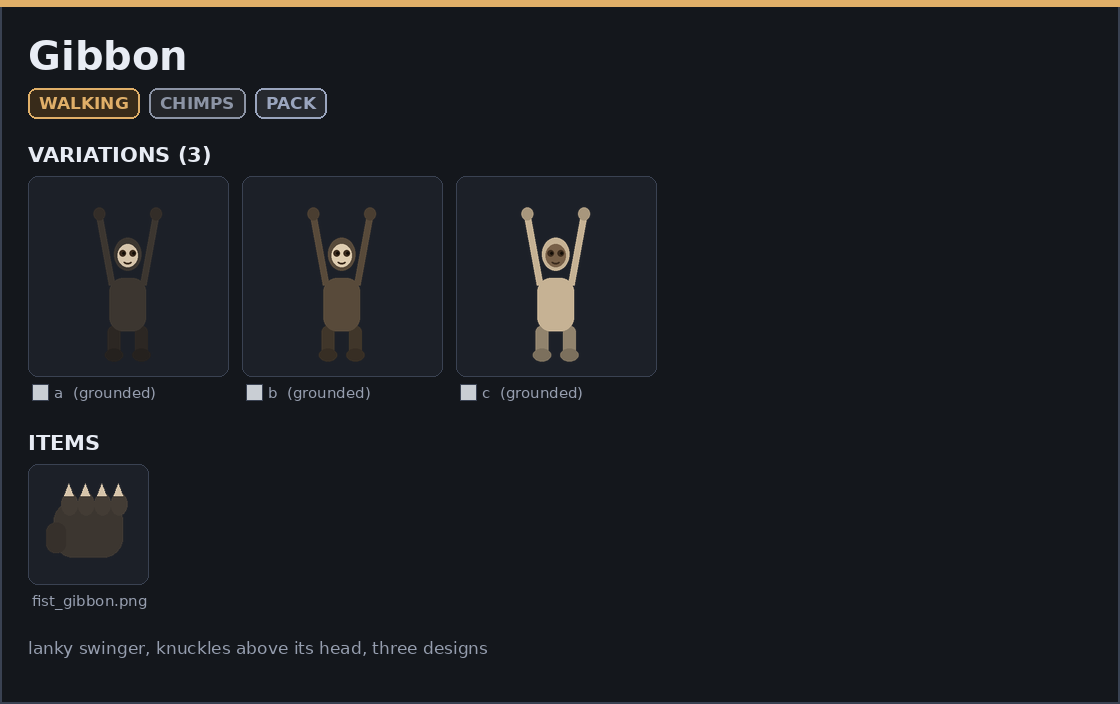 Gibbon
WALKING CHIMPS PACK
VARIATIONS (3)
a (grounded) b (grounded) c (grounded)
ITEMS
fist_gibbon.png
lanky swinger, knuckles above its head, three designs